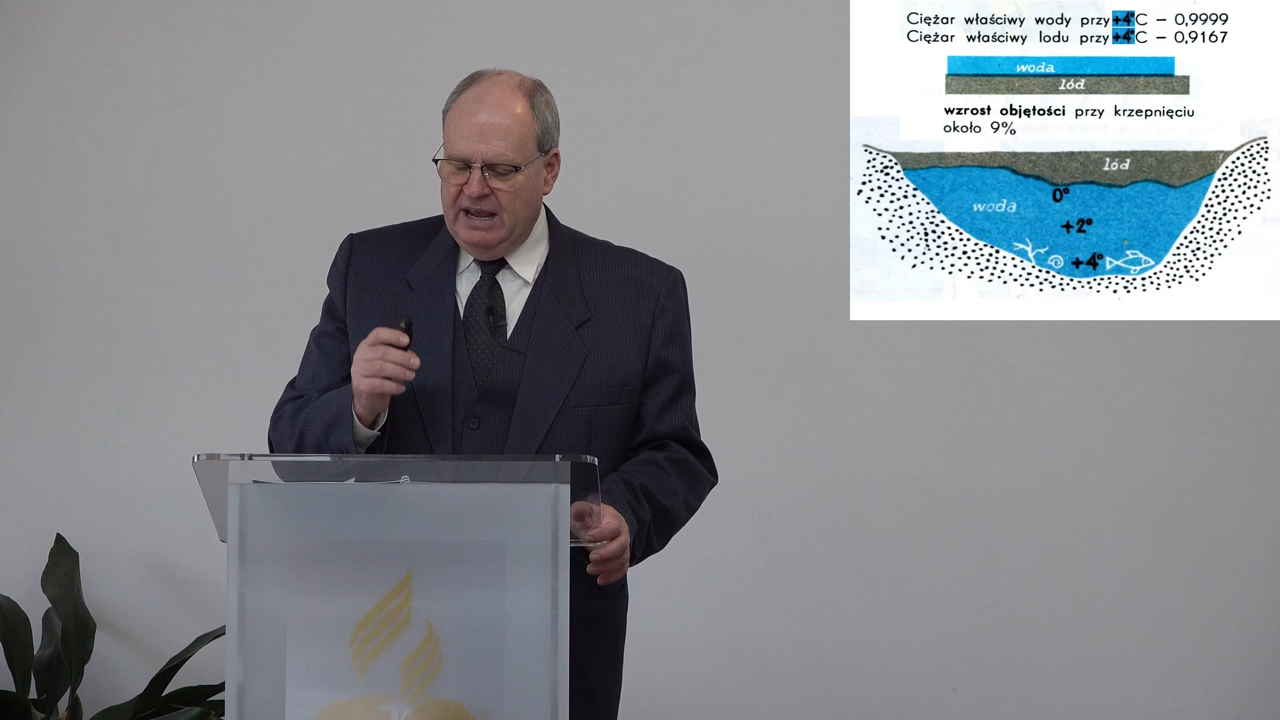 Ciężar właściwy wody przy +4°C – 0,9999
Ciężar właściwy lodu przy +4°C – 0,9167
woda
lód
wzrost objętości przy krzepnięciu
około 9%
lód
woda
0°
+2°
+4°